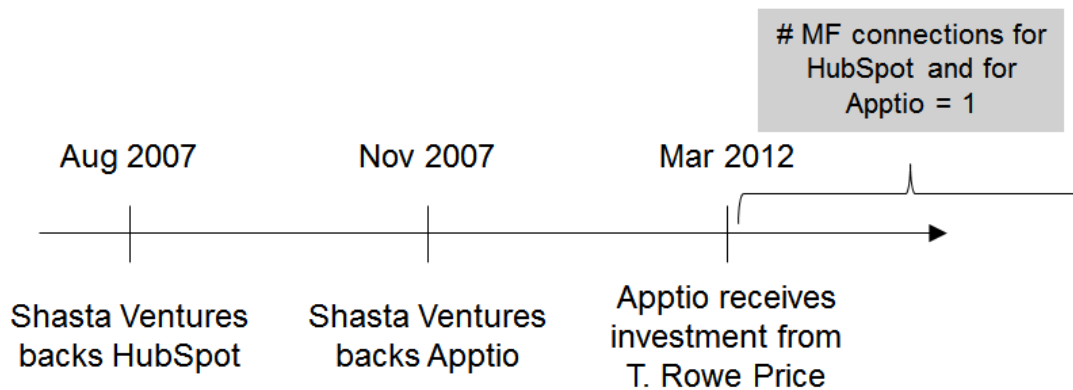 # MF connections for
HubSpot and for
Apptio = 1
Aug 2007
Nov 2007
Mar 2012
Shasta Ventures
backs HubSpot
Shasta Ventures
backs Apptio
Apptio receives
investment from
T. Rowe Price